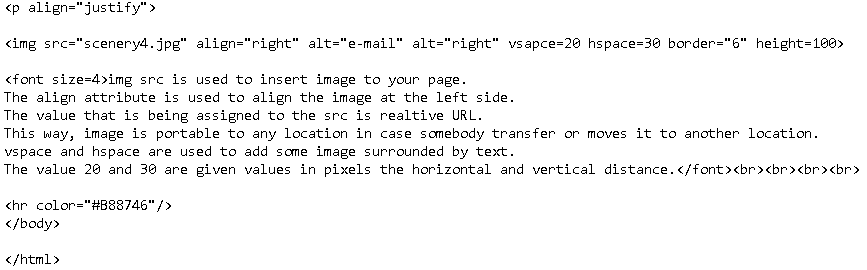 <p align="justify">
<img src="scenery4.jpg" align="right" alt="e-mail" alt="right" vsapce=20 hspace=30 border="6" height=100>
<font size=4>img src is used to insert image to your page.
The align attribute is used to align the image at the left side.
The value that is being assigned to the src is realtive URL.
This way, image is portable to any location in case somebody transfer or moves it to another location.
vspace and hspace are used to add some image surrounded by text.
The value 20 and 30 are given values in pixels the horizontal and vertical distance.</font><br><br><br><br>
<hr color="#B88746"/>
</body>
</html>